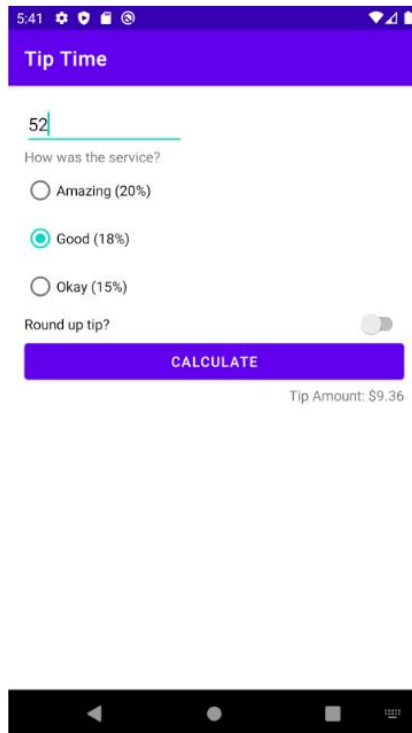 5:41
Tip Time
52
How was the service?
Amazing (20%)
Good (18%)
Okay (15%)
Round up tip?
CALCULATE
Tip Amount: $9.36